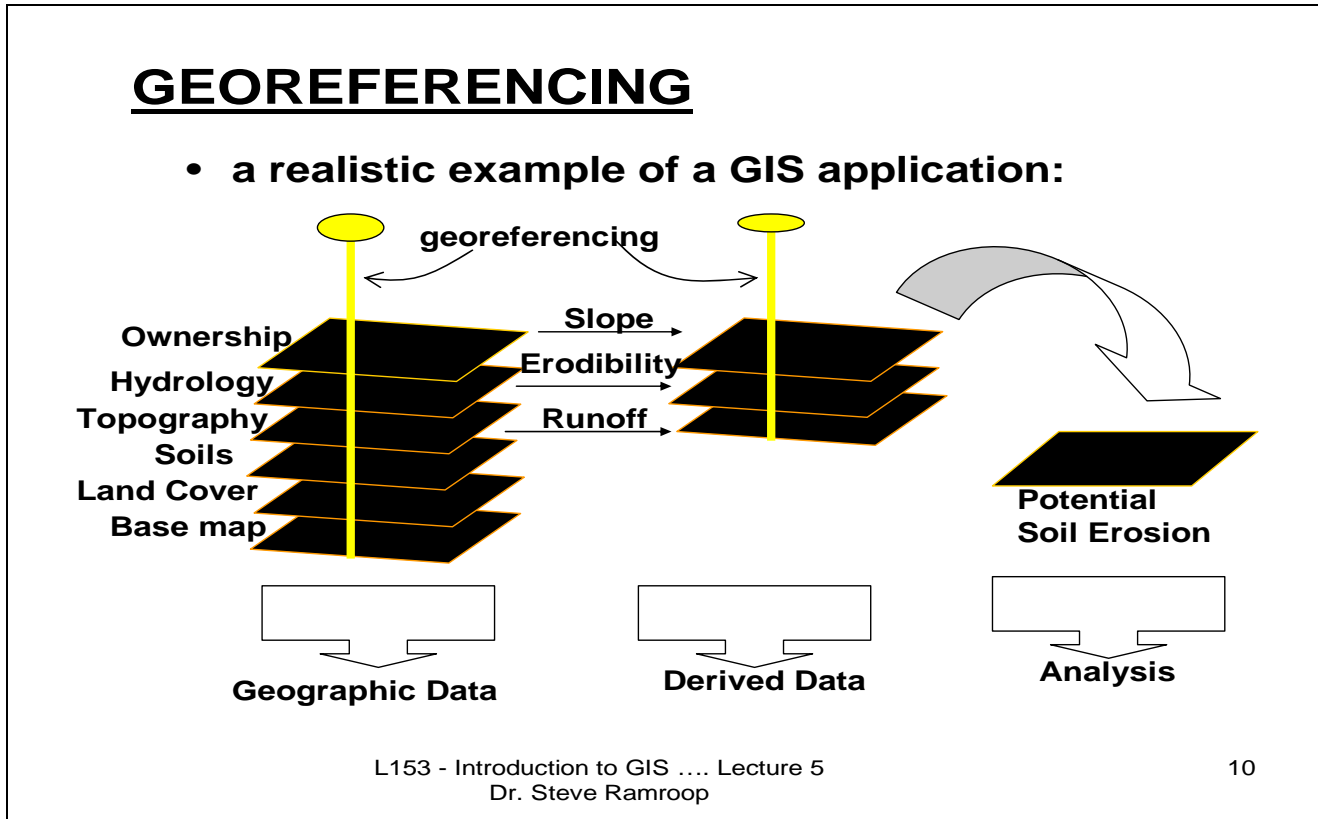 GEOREFERENCING
• a realistic example of a GIS application:
georeferencing
Ownership
Hydrology
Topography
Soils
Land Cover
Base map
Slope
Erodibility
Runoff
Potential
Soil Erosion
Geographic Data
Derived Data
Analysis
L153 - Introduction to GIS …. Lecture 5
Dr. Steve Ramroop
10